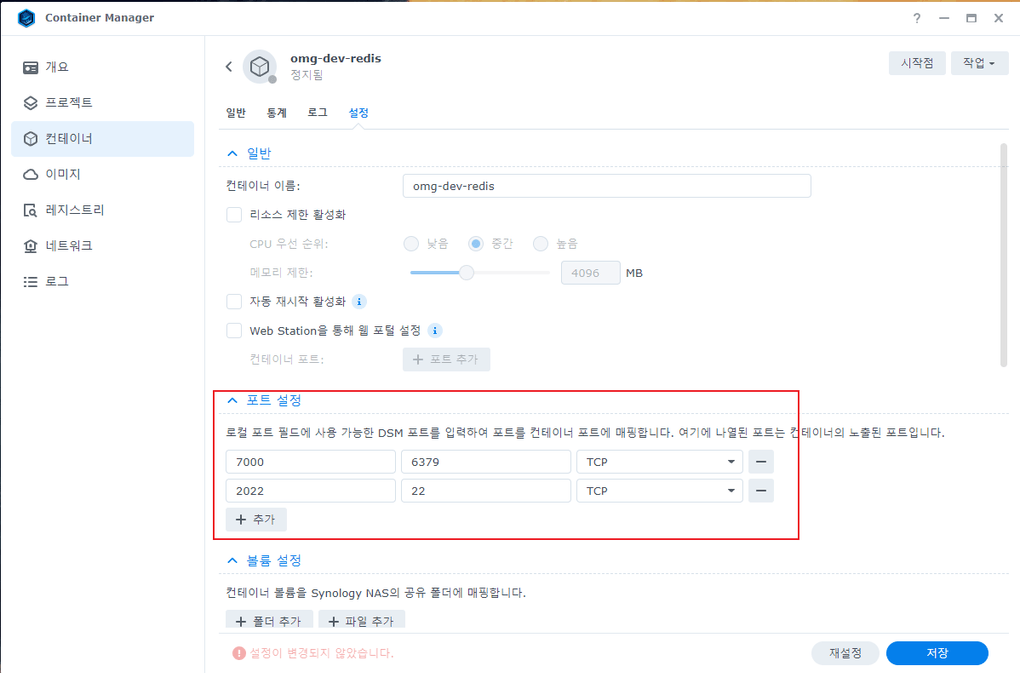 Container Manager
개요
프로젝트
컨테이너
이미지
레지스트리
네트워크
로그
omg-dev-redis
정지됨
시작점
작업
일반 통계 로그 설정
일반
컨테이너 이름: omg-dev-redis
리소스 제한 활성화
CPU 우선 순위: 낮음 중간 높음
메모리 제한: 4096 MB
자동 재시작 활성화
Web Station을 통해 웹 포털 설정
컨테이너 포트: + 포트 추가
포트 설정
로컬 포트 필드에 사용 가능한 DSM 포트를 입력하여 포트를 컨테이너 포트에 매핑합니다. 여기에 나열된 포트는 컨테이너의 노출된 포트입니다.
7000 6379 TCP
2022 22 TCP
+ 추가
볼륨 설정
컨테이너 볼륨을 Synology NAS의 공유 폴더에 매핑합니다.
+ 폴더 추가 + 파일 추가
설정이 변경되지 않았습니다.
재설정 저장